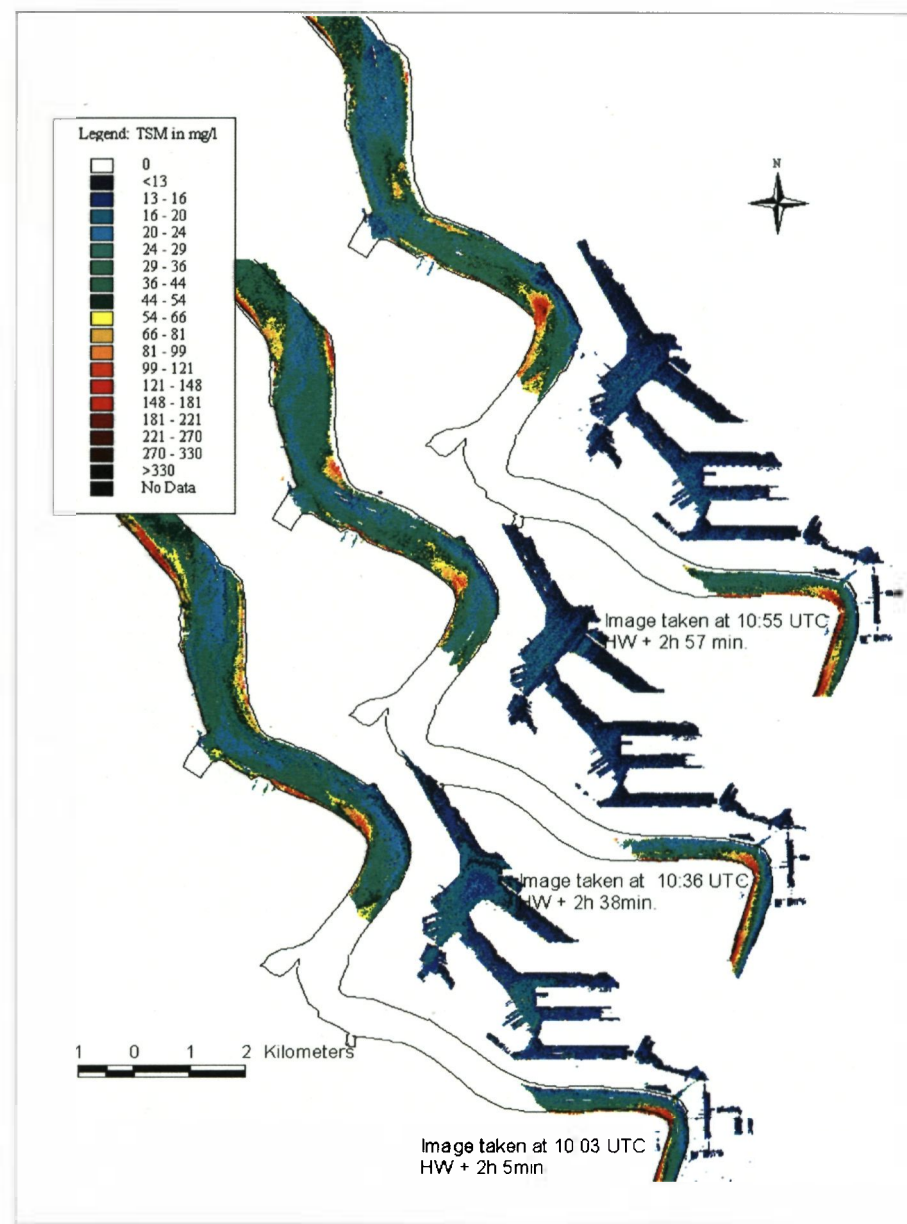 Legend: TSM in mg/l
0
<13
13 - 16
16 - 20
20 - 24
24 - 29
29 - 36
36 - 44
44 - 54
54 - 66
66 - 81
81 - 99
99 - 121
121 - 148
148 - 181
181 - 221
221 - 270
270 - 330
>330
No Data
N
Image taken at 10:55 UTC
HW + 2h 57 min.
Image taken at 10:36 UTC
HW + 2h 38min.
1 0 1 2 Kilometers
Image taken at 10 03 UTC
HW + 2h 5min